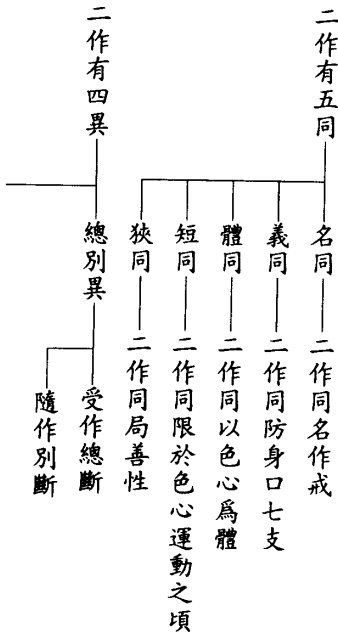 二作有五同
名同
二作同名作戒
義同
二作同防身口七支
體同
二作同以色心爲體
短同
二作同限於色心運動之頃
狹同
二作同局善性
二作有四異
總別異
受作總斷
隨作別斷